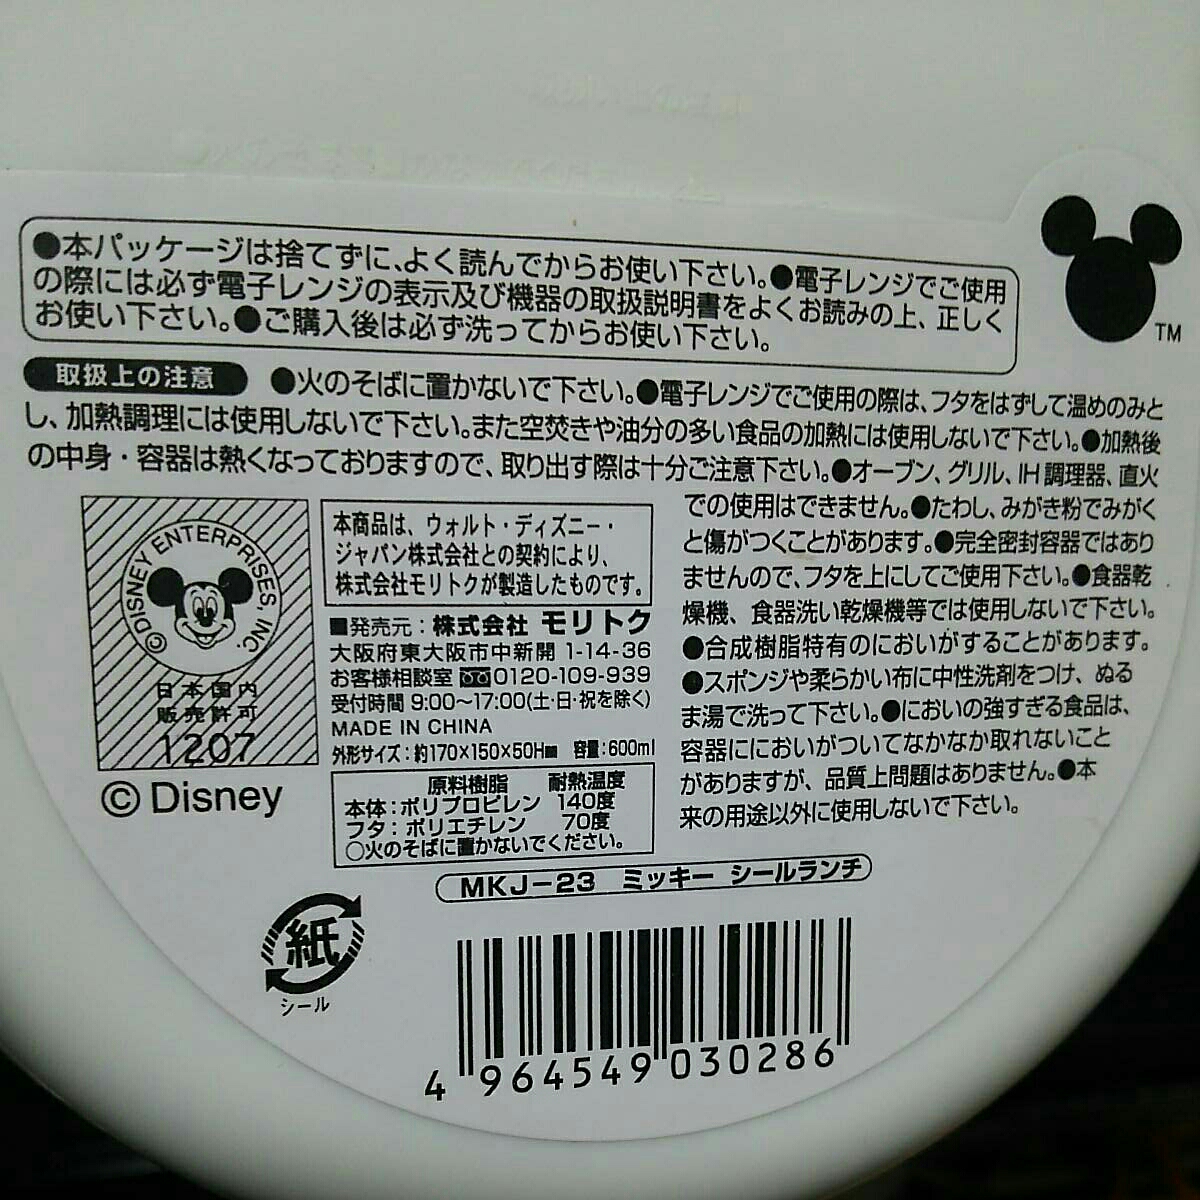 ●本パッケージは捨てずに、よく読んでからお使い下さい。●電子レンジでご使用
の際には必ず電子レンジの表示及び機器の取扱説明書をよくお読みの上、正しく
お使い下さい。●ご購入後は必ず洗ってからお使い下さい。
TM
取扱上の注意 ●火のそばに置かないで下さい。●電子レンジでご使用の際は、フタをはずして温めのみと
し、加熱調理には使用しないで下さい。また空焚きや油分の多い食品の加熱には使用しないで下さい。●加熱後
の中身・容器は熱くなっておりますので、取り出す際は十分ご注意下さい。●オーブン、グリル、IH調理器、直火
での使用はできません。●たわし、みがき粉でみがく
と傷がつくことがあります。●完全密封容器ではあり
ませんので、フタを上にしてご使用下さい。●食器乾
燥機、食器洗い乾燥機等では使用しないで下さい。
●合成樹脂特有のにおいがすることがあります。
●スポンジや柔らかい布に中性洗剤をつけ、ぬる
ま湯で洗って下さい。●においの強すぎる食品は、
容器ににおいがついてなかなか取れないこと
がありますが、品質上問題はありません。●本
来の用途以外に使用しないで下さい。
©DISNEY ENTERPRISES, INC.
日本国内
販売許可
1207
© Disney
本商品は、ウォルト・ディズニー・
ジャパン株式会社との契約により、
株式会社モリトクが製造したものです。
■発売元：株式会社 モリトク
大阪府東大阪市中新開 1-14-36
お客様相談室 0120-109-939
受付時間 9:00〜17:00(土・日・祝を除く)
MADE IN CHINA
外形サイズ：約170×150×50H㎜ 容量：600ml
原料樹脂 耐熱温度
本体：ポリプロピレン 140度
フタ：ポリエチレン 70度
○火のそばに置かないでください。
MKJ-23 ミッキー シールランチ
紙
シール
4 964549 030286